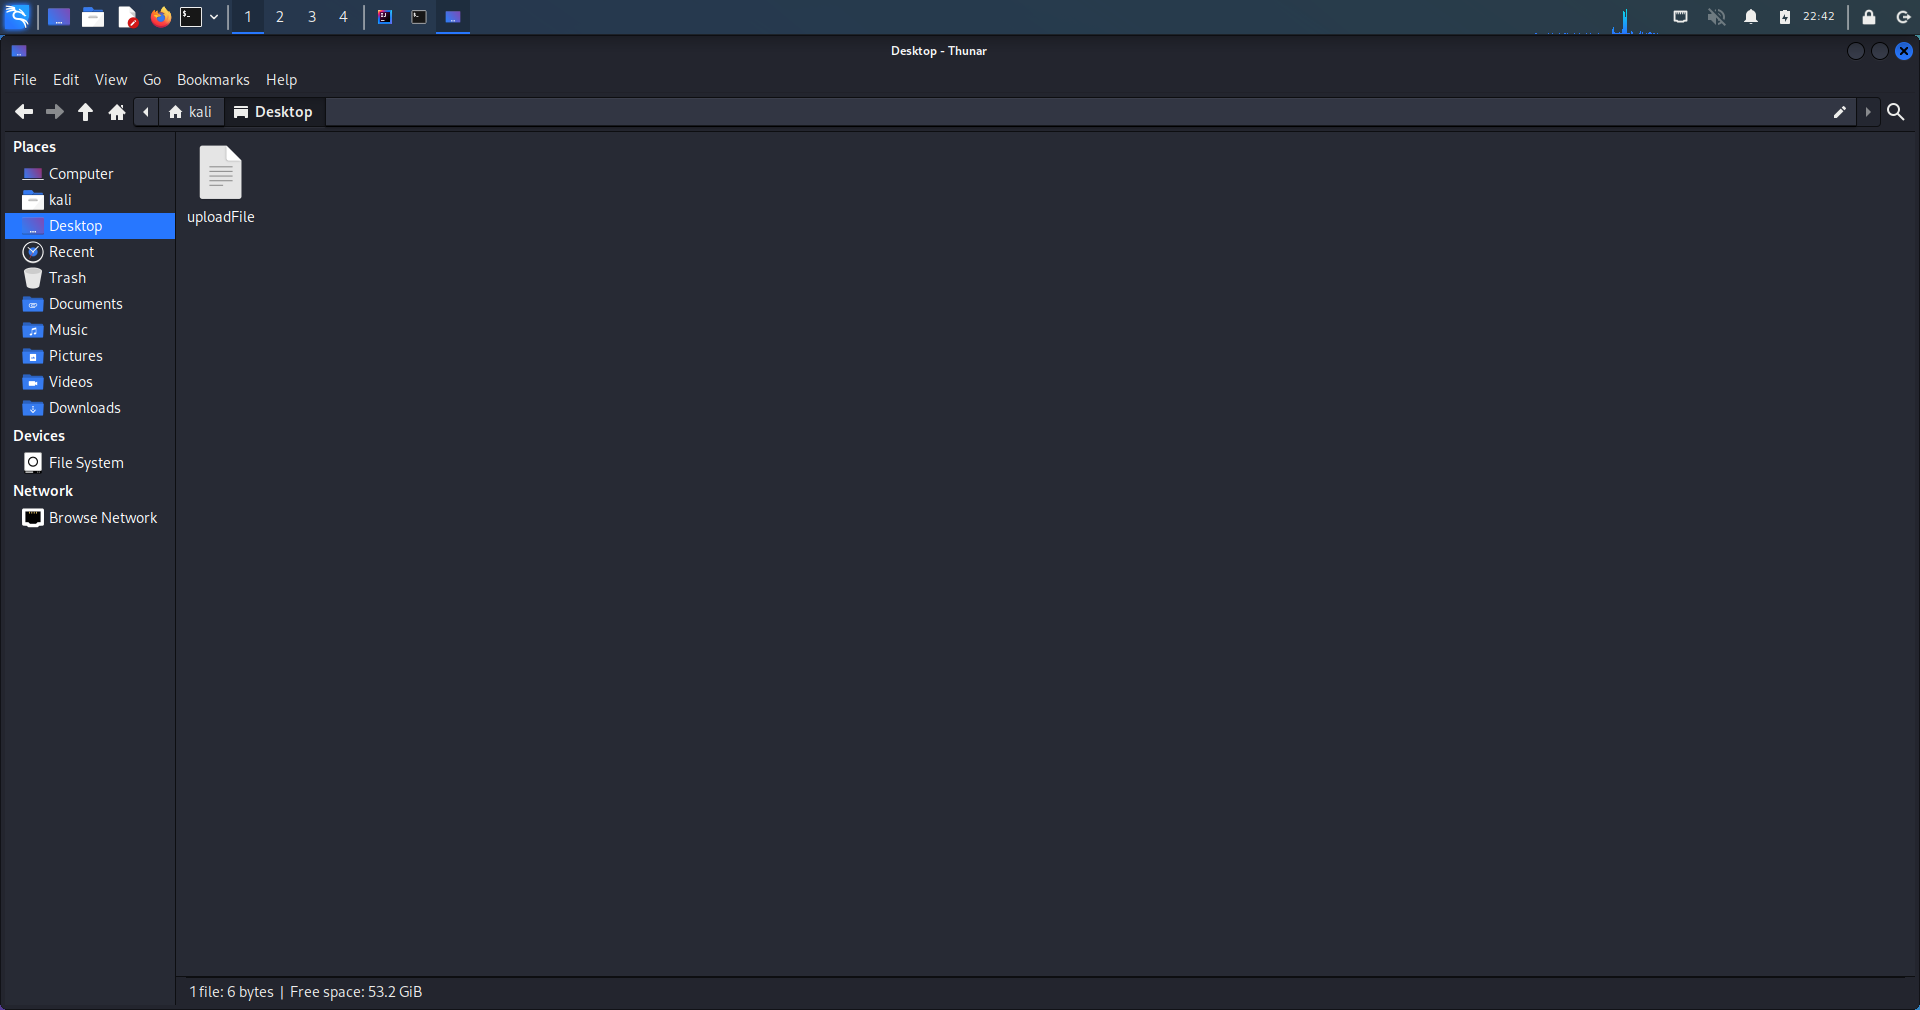 1 2 3 4 22:42
Desktop - Thunar
File Edit View Go Bookmarks Help
kali Desktop
Places
Computer
kali
Desktop
Recent
Trash
Documents
Music
Pictures
Videos
Downloads
Devices
File System
Network
Browse Network
uploadFile
1 file: 6 bytes | Free space: 53.2 GiB